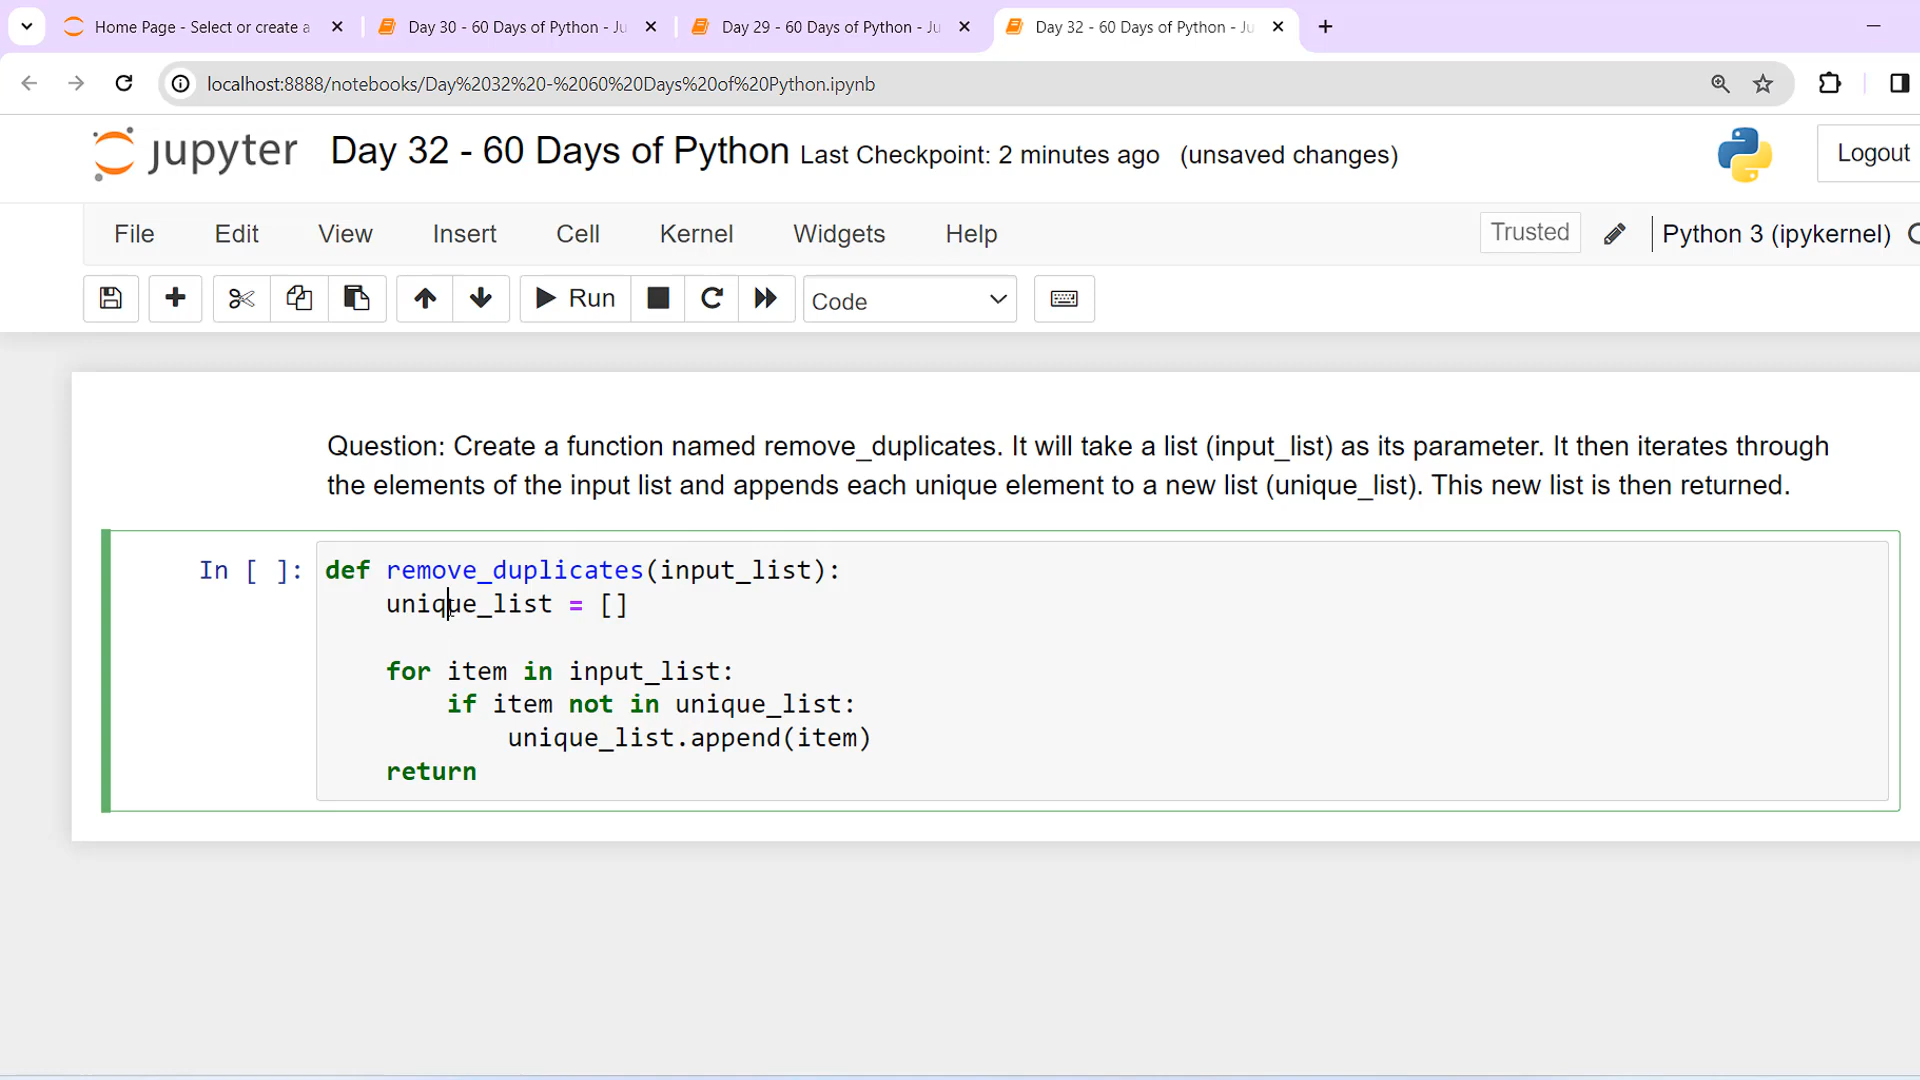 Home Page - Select or create a
Day 30 - 60 Days of Python - Ju
Day 29 - 60 Days of Python - Ju
Day 32 - 60 Days of Python - Ju
localhost:8888/notebooks/Day%2032%20-%2060%20Days%20of%20Python.ipynb
jupyter Day 32 - 60 Days of Python Last Checkpoint: 2 minutes ago (unsaved changes)
Logout
File Edit View Insert Cell Kernel Widgets Help
Trusted
Python 3 (ipykernel)
Run
Code
Question: Create a function named remove_duplicates. It will take a list (input_list) as its parameter. It then iterates through
the elements of the input list and appends each unique element to a new list (unique_list). This new list is then returned.
In [ ]: def remove_duplicates(input_list):
    unique_list = []
    for item in input_list:
        if item not in unique_list:
            unique_list.append(item)
    return